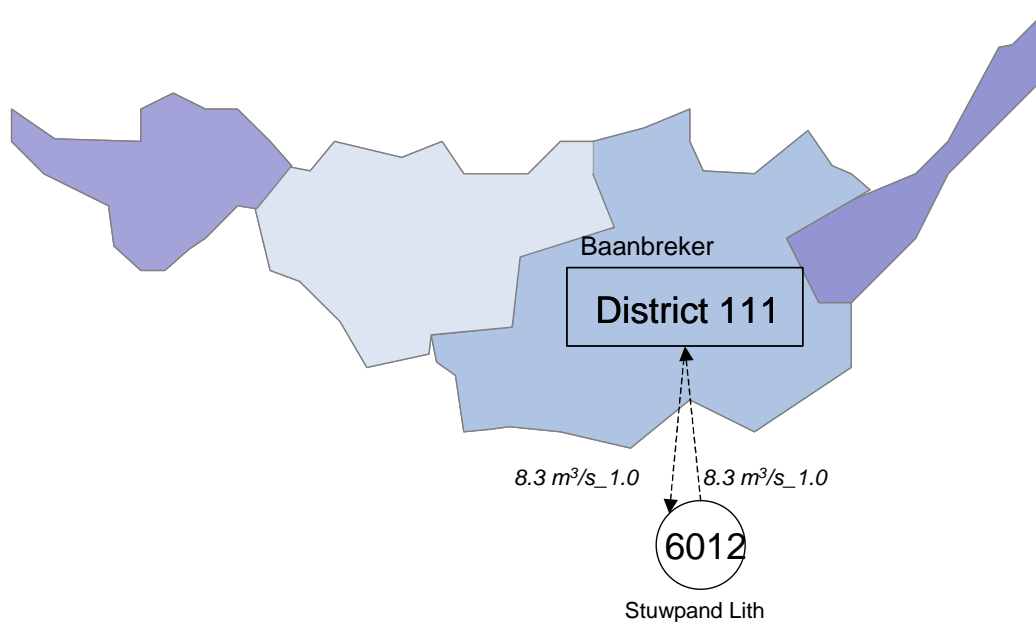 Baanbreker
District 111
8.3 m³/s_1.0
8.3 m³/s_1.0
6012
Stuwpand Lith